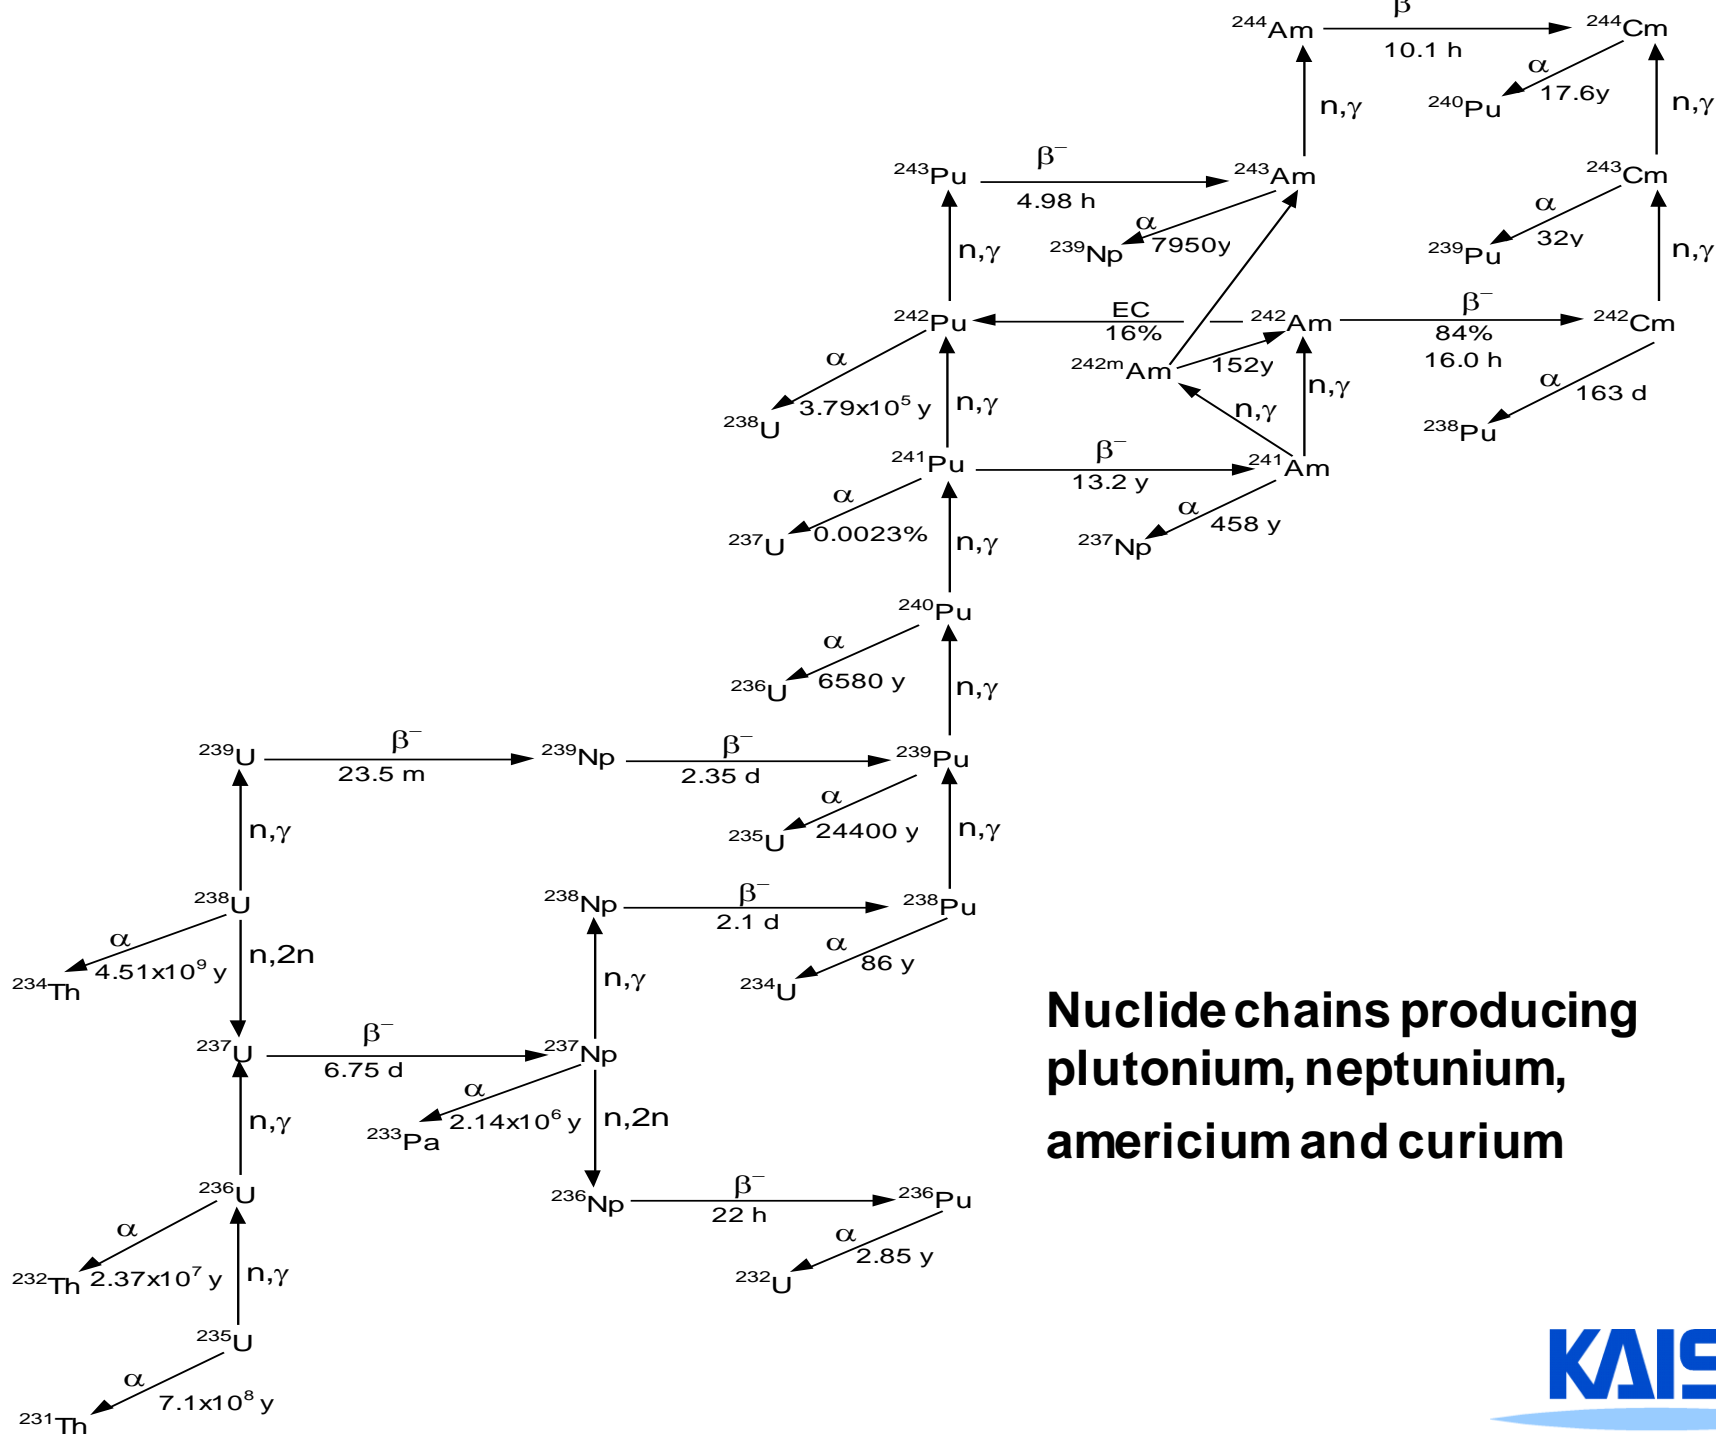 β
²⁴⁴Am ²⁴⁴Cm
10.1 h
α
17.6y
²⁴⁰Pu n,γ n,γ
β⁻
²⁴³Pu ²⁴³Am ²⁴³Cm
4.98 h
α α
²³⁹Np 7950y ²³⁹Pu 32y
n,γ n,γ
EC β⁻
²⁴²Pu 16% ²⁴²Am 84% ²⁴²Cm
16.0 h
α ²⁴²ᵐAm 152y α 163 d
n,γ n,γ n,γ
²³⁸U 3.79x10⁵ y ²³⁸Pu
β⁻
²⁴¹Pu 13.2 y ²⁴¹Am
α α
²³⁷U 0.0023% n,γ ²³⁷Np 458 y
²⁴⁰Pu
α
²³⁶U 6580 y n,γ
β⁻ β⁻
²³⁹U 23.5 m ²³⁹Np 2.35 d ²³⁹Pu
α
n,γ ²³⁵U 24400 y n,γ
β⁻
²³⁸U ²³⁸Np 2.1 d ²³⁸Pu
α n,2n α
²³⁴Th 4.51x10⁹ y n,γ ²³⁴U 86 y
β⁻
²³⁷U 6.75 d ²³⁷Np
α
n,γ ²³³Pa 2.14x10⁶ y n,2n
β⁻
²³⁶U ²³⁶Np 22 h ²³⁶Pu
α α
²³²Th 2.37x10⁷ y n,γ ²³²U 2.85 y
²³⁵U
α
²³¹Th 7.1x10⁸ y
Nuclide chains producing
plutonium, neptunium,
americium and curium
KAIS